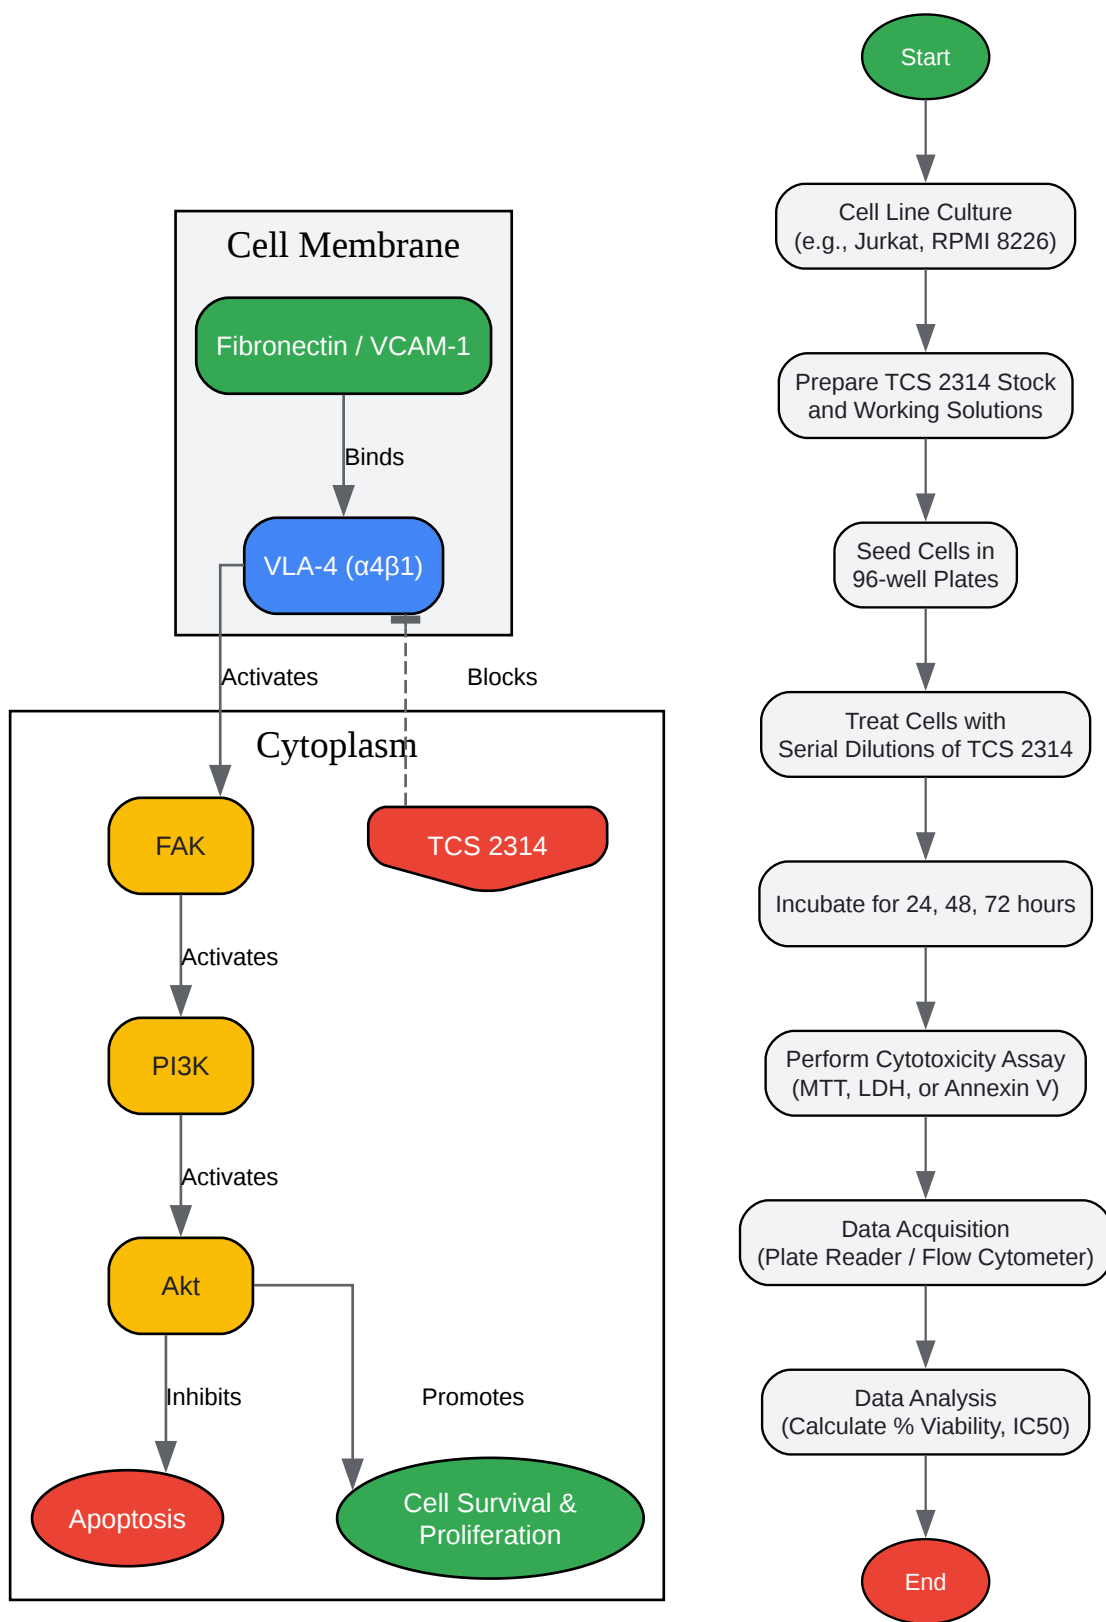 Cell Membrane
Fibronectin / VCAM-1
Binds
VLA-4 (α4β1)
Activates
Blocks
Cytoplasm
FAK
TCS 2314
Activates
PI3K
Activates
Akt
Inhibits
Promotes
Apoptosis
Cell Survival &
Proliferation
Start
Cell Line Culture
(e.g., Jurkat, RPMI 8226)
Prepare TCS 2314 Stock
and Working Solutions
Seed Cells in
96-well Plates
Treat Cells with
Serial Dilutions of TCS 2314
Incubate for 24, 48, 72 hours
Perform Cytotoxicity Assay
(MTT, LDH, or Annexin V)
Data Acquisition
(Plate Reader / Flow Cytometer)
Data Analysis
(Calculate % Viability, IC50)
End